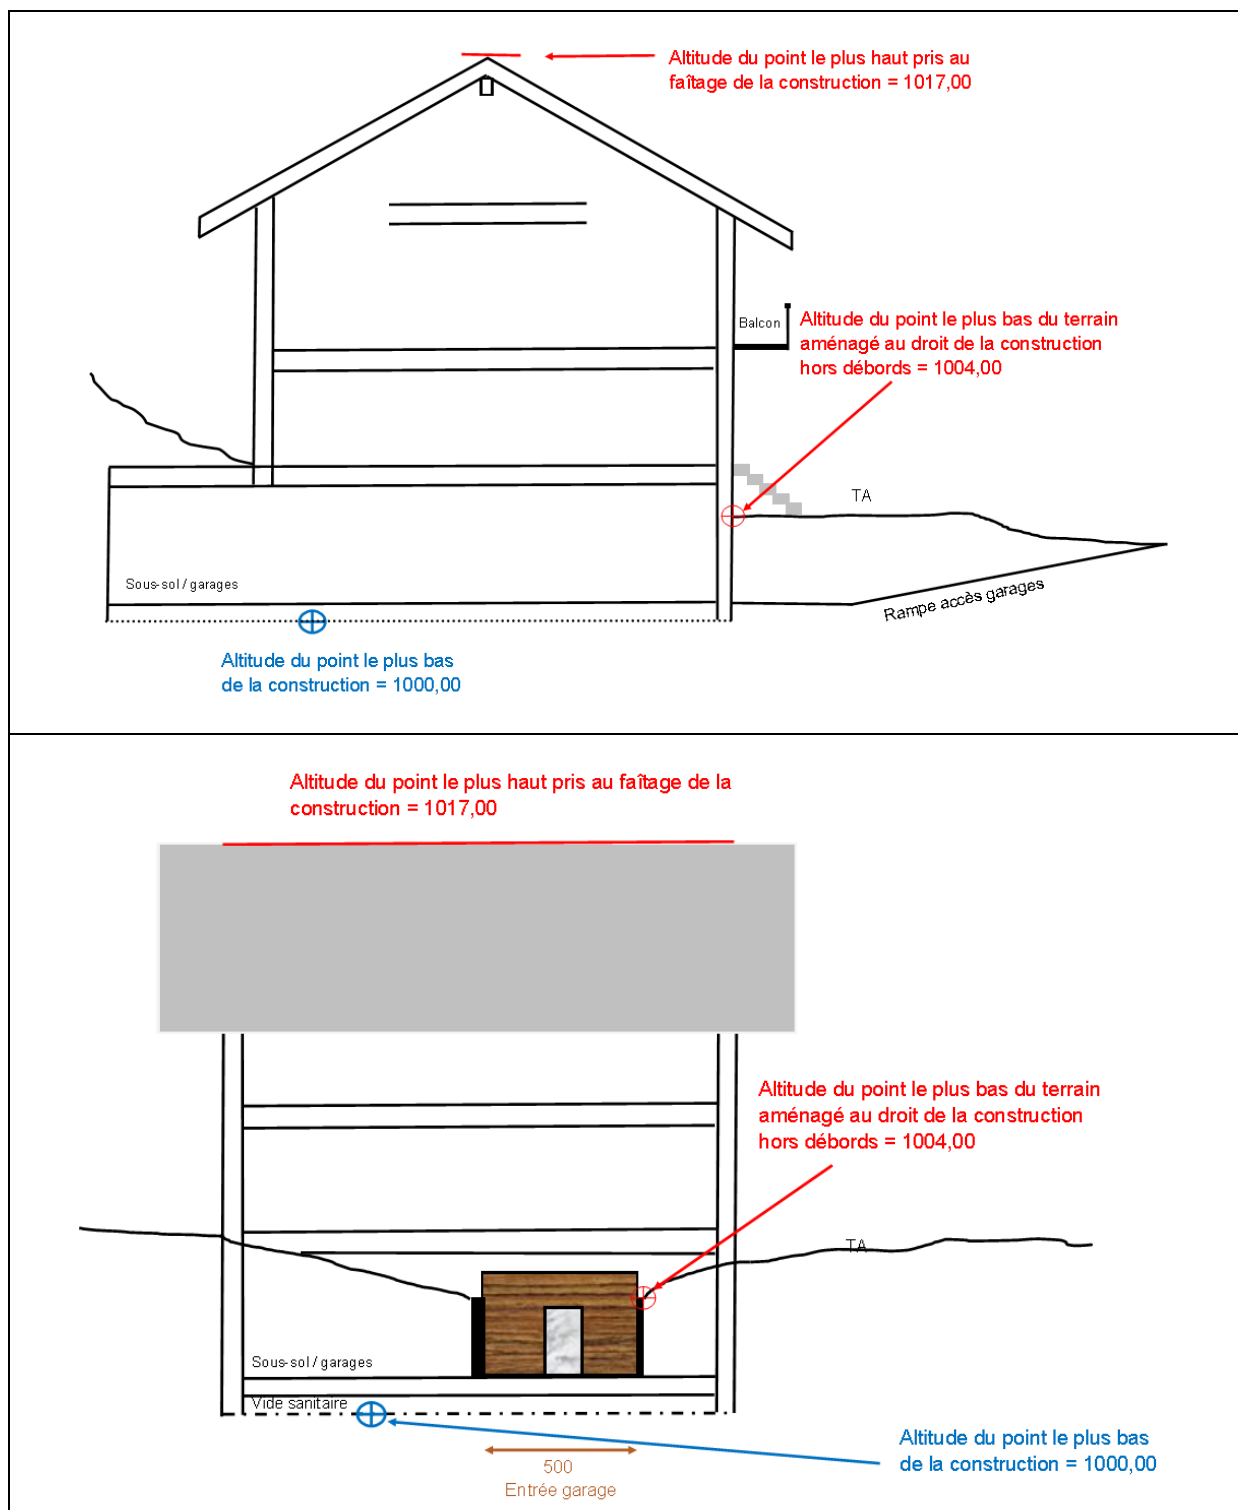 Altitude du point le plus haut pris au
faîtage de la construction = 1017,00
Balcon
Altitude du point le plus bas du terrain
aménagé au droit de la construction
hors débords = 1004,00
TA
Sous-sol / garages
Rampe accès garages
Altitude du point le plus bas
de la construction = 1000,00
Altitude du point le plus haut pris au faîtage de la
construction = 1017,00
Altitude du point le plus bas du terrain
aménagé au droit de la construction
hors débords = 1004,00
TA
Sous-sol / garages
Vide sanitaire
Altitude du point le plus bas
de la construction = 1000,00
500
Entrée garage